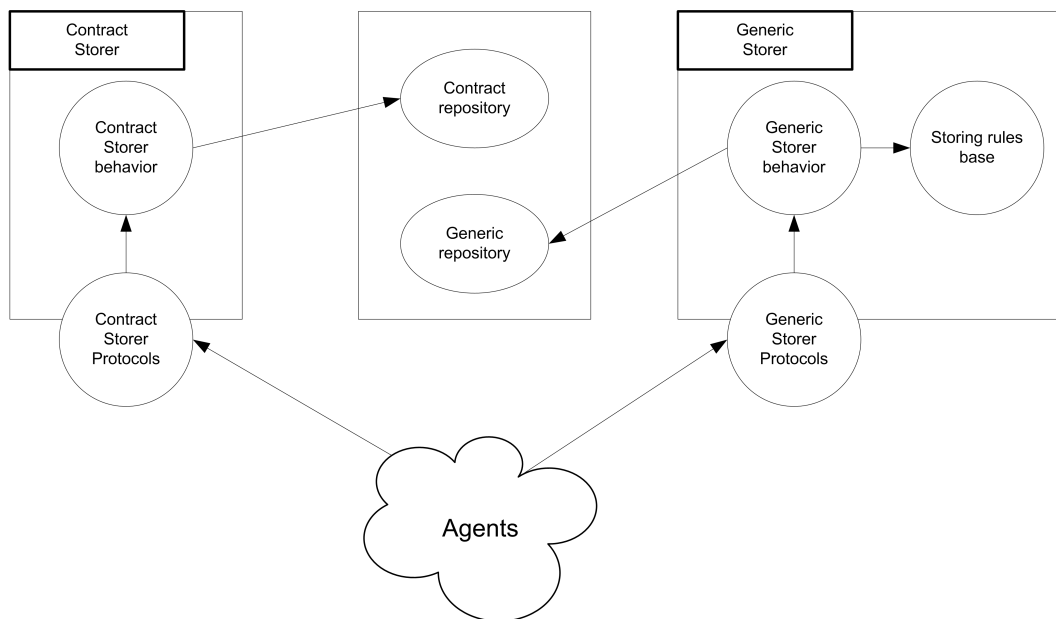 Contract
Storer
Generic
Storer
Contract
Storer
behavior
Contract
repository
Generic
Storer
behavior
Storing rules
base
Generic
repository
Contract
Storer
Protocols
Generic
Storer
Protocols
Agents